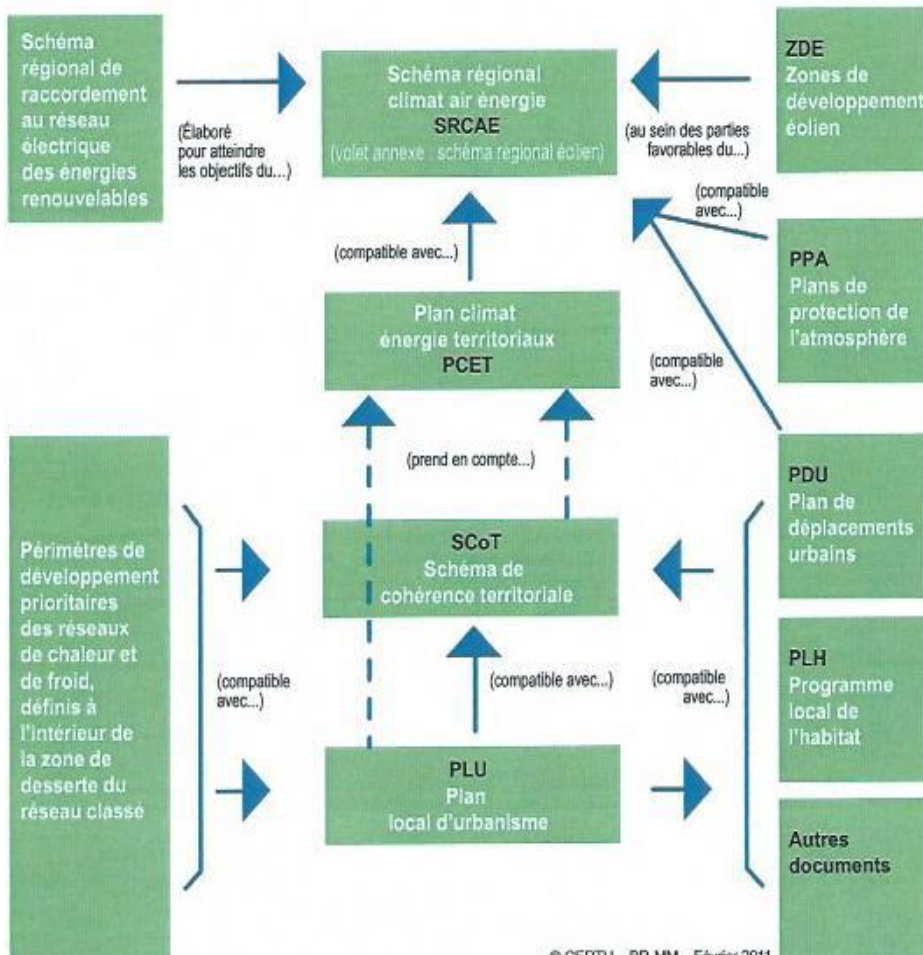 Schéma
régional de
raccordement
au réseau
électrique
des énergies
renouvelables
(Élaboré
pour atteindre
les objectifs du...)
Schéma régional
climat air énergie
SRCAE
(volet annexé : schéma régional éolien)
(au sein des parties
favorables du...)
ZDE
Zones de
développement
éolien
(compatible
avec...)
PPA
Plans de
protection de
l'atmosphère
(compatible avec...)
Plan climat
énergie territoriaux
PCET
(compatible
avec...)
(prend en compte...)
PDU
Plan de
déplacements
urbains
SCoT
Schéma de
cohérence territoriale
Périmètres de
développement
prioritaires
des réseaux
de chaleur et
de froid,
définis à
l'intérieur de
la zone de
desserte du
réseau classé
(compatible
avec...)
(compatible avec...)
(compatible
avec...)
PLH
Programme
local de
l'habitat
PLU
Plan
local d'urbanisme
Autres
documents